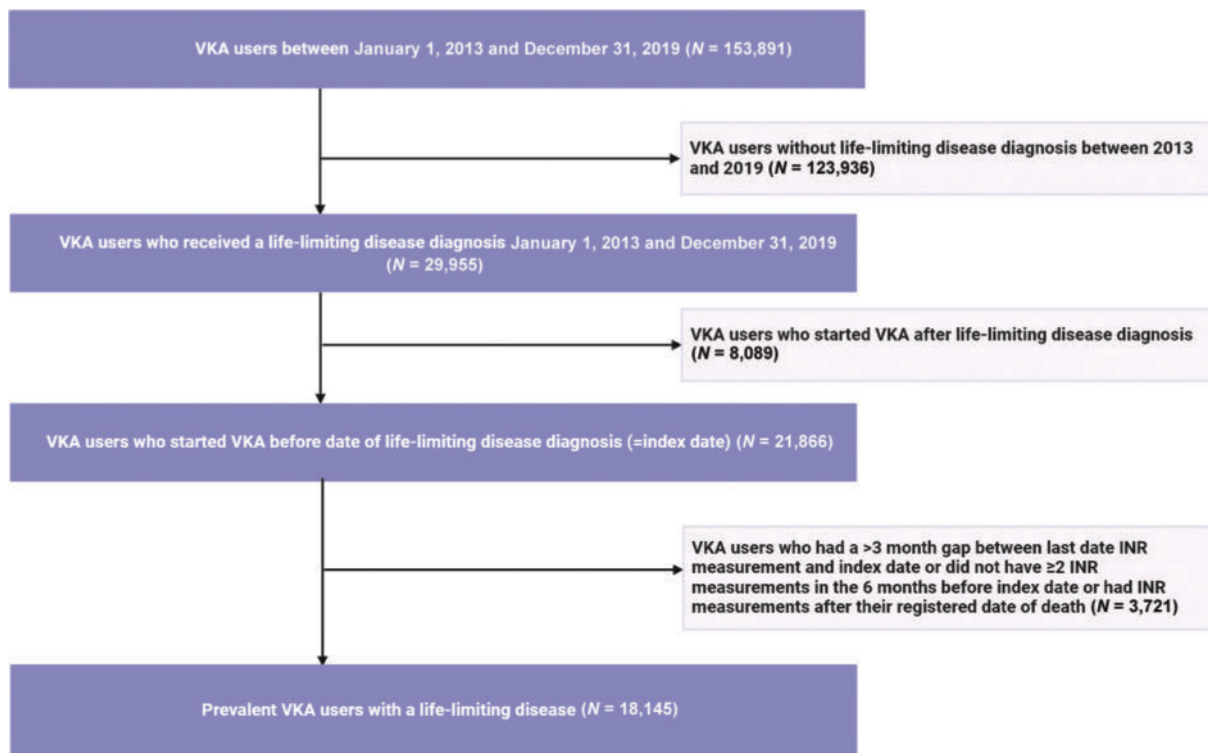 VKA users between January 1, 2013 and December 31, 2019 (N = 153,891)
VKA users without life-limiting disease diagnosis between 2013
and 2019 (N = 123,936)
VKA users who received a life-limiting disease diagnosis January 1, 2013 and December 31, 2019
(N = 29,955)
VKA users who started VKA after life-limiting disease diagnosis
(N = 8,089)
VKA users who started VKA before date of life-limiting disease diagnosis (=index date) (N = 21,866)
VKA users who had a >3 month gap between last date INR
measurement and index date or did not have ≥2 INR
measurements in the 6 months before index date or had INR
measurements after their registered date of death (N = 3,721)
Prevalent VKA users with a life-limiting disease (N = 18,145)